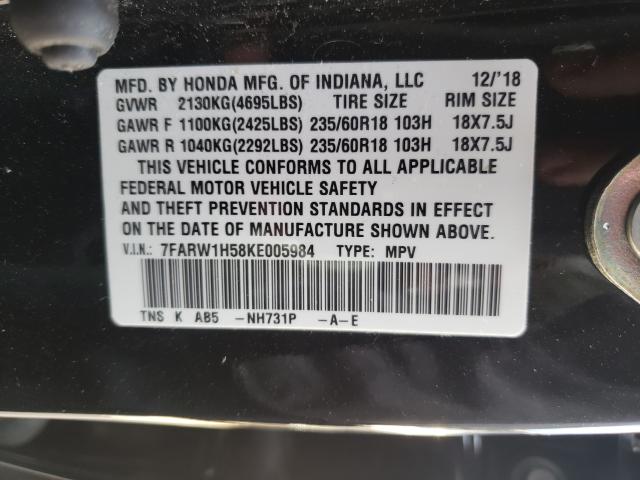 MFD. BY HONDA MFG. OF INDIANA, LLC 12/'18
GVWR 2130KG(4695LBS) TIRE SIZE RIM SIZE
GAWR F 1100KG(2425LBS) 235/60R18 103H 18X7.5J
GAWR R 1040KG(2292LBS) 235/60R18 103H 18X7.5J
THIS VEHICLE CONFORMS TO ALL APPLICABLE
FEDERAL MOTOR VEHICLE SAFETY
AND THEFT PREVENTION STANDARDS IN EFFECT
ON THE DATE OF MANUFACTURE SHOWN ABOVE.
V.I.N.: 7FARW1H58KE005984 TYPE: MPV
TNS K AB5 -NH731P -A-E